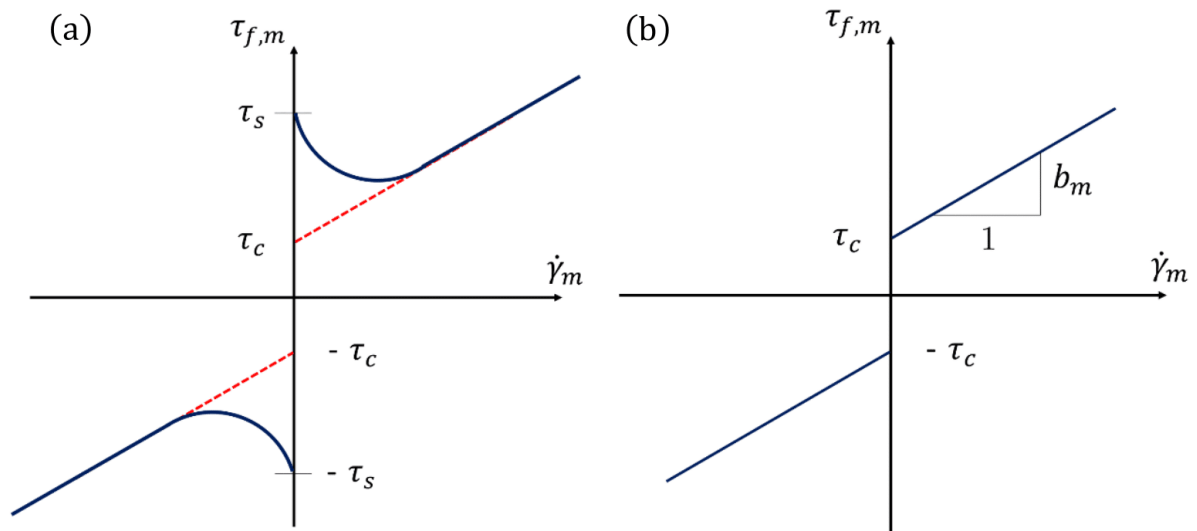 (a)
τ_{f,m}
τ_s
τ_c
γ̇_m
- τ_c
- τ_s
(b)
τ_{f,m}
b_m
1
τ_c
γ̇_m
- τ_c